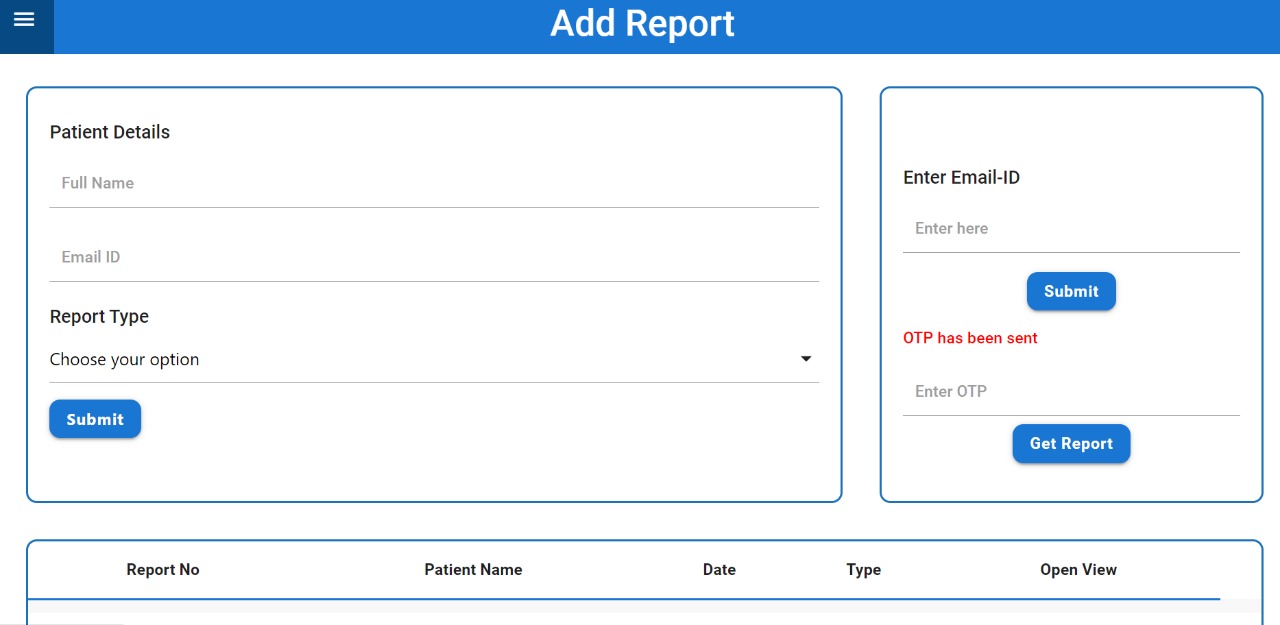 Add Report
Patient Details
Full Name
Email ID
Report Type
Choose your option
Submit
Enter Email-ID
Enter here
Submit
OTP has been sent
Enter OTP
Get Report
Report No Patient Name Date Type Open View